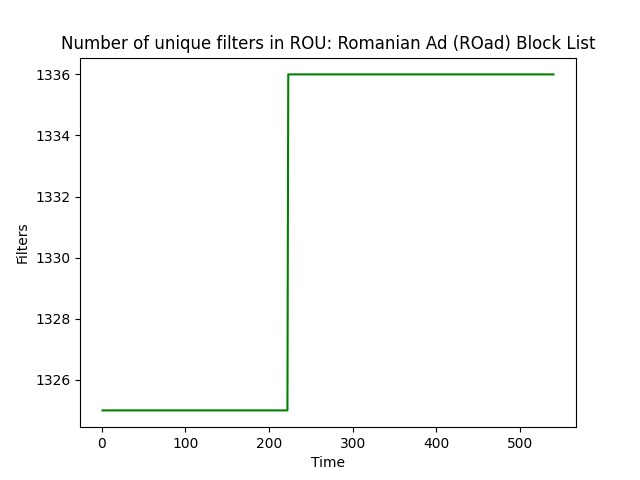 Number of unique filters in ROU: Romanian Ad (ROad) Block List
1336
1334
1332
1330
1328
1326
Filters
0 100 200 300 400 500
Time